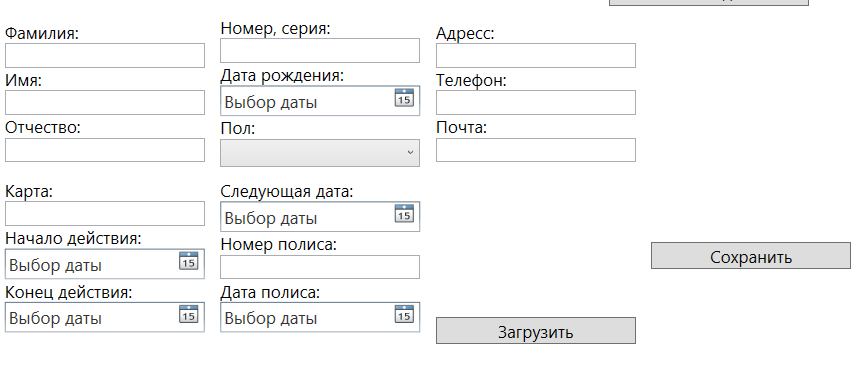 Фамилия:
Номер, серия:
Адресс:
Имя:
Дата рождения:
Телефон:
Выбор даты
15
Отчество:
Пол:
Почта:
Карта:
Следующая дата:
Выбор даты
15
Начало действия:
Номер полиса:
Выбор даты
15
Сохранить
Конец действия:
Дата полиса:
Выбор даты
15
Выбор даты
15
Загрузить